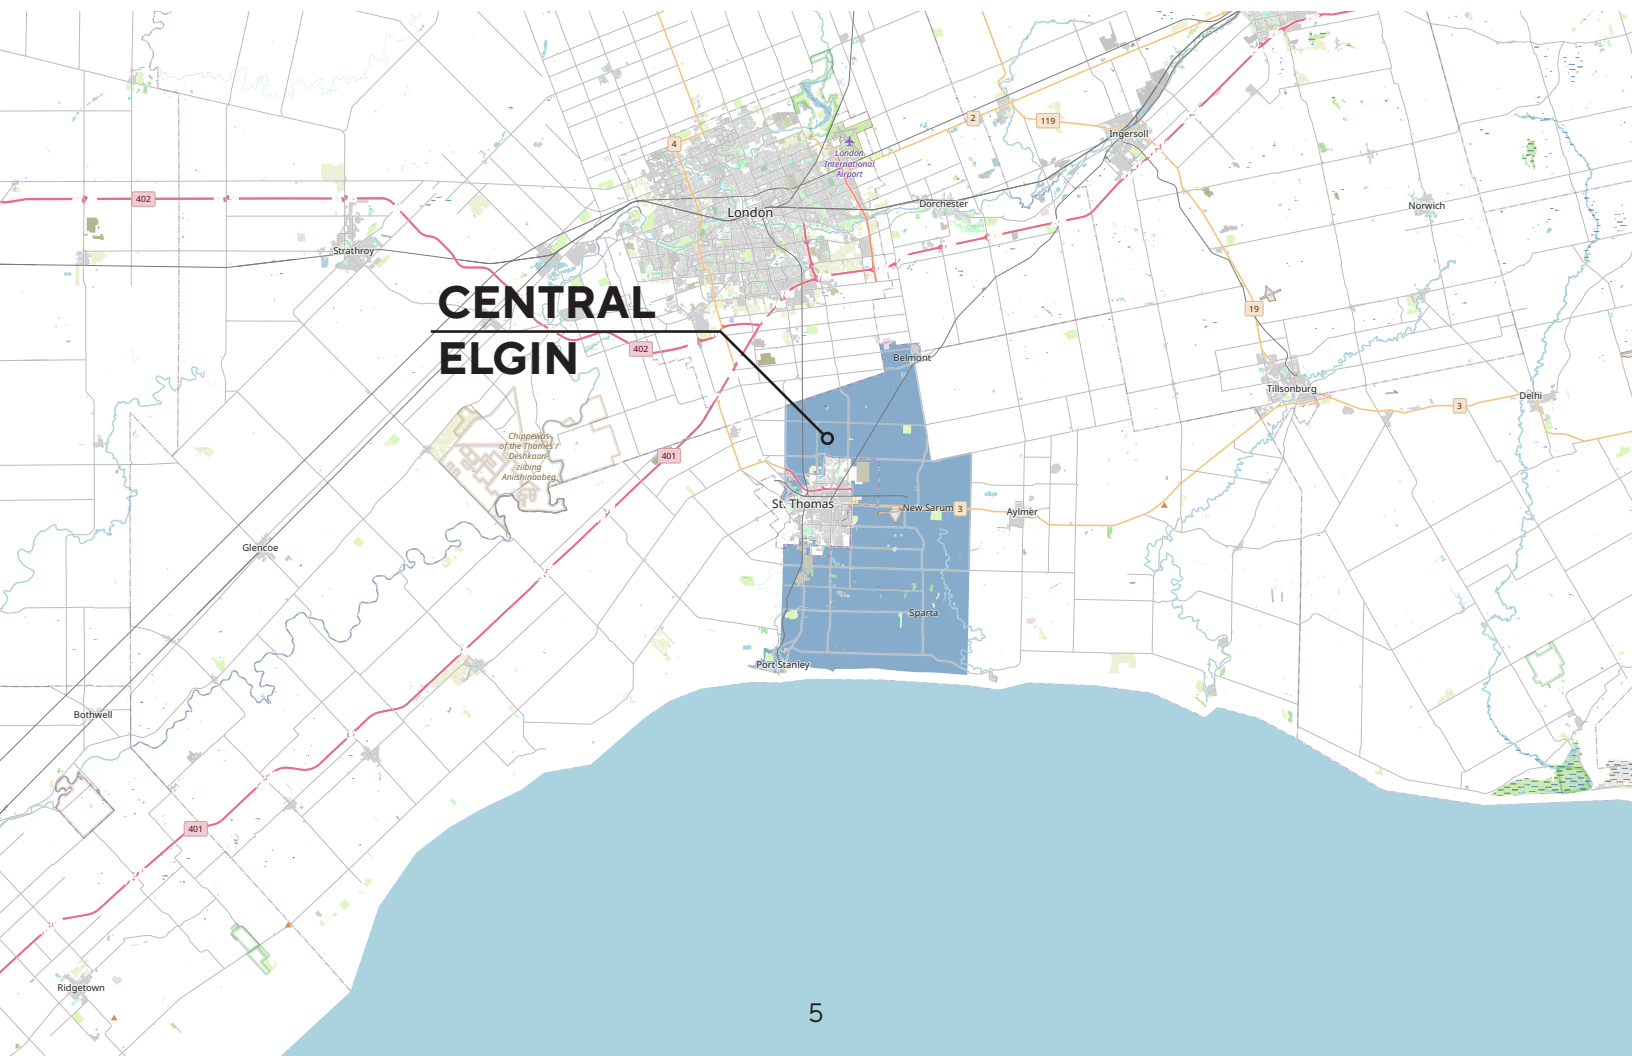 2
119
Ingersoll
4
London
International
Airport
402
London
Dorchester
Norwich
Strathroy
CENTRAL
ELGIN
19
402
Belmont
Tillsonburg
Delhi
3
Chippewas
of the Thames /
Deshkaan-
ziibing
Aniishinaabeg
401
St. Thomas
New Sarum
3
Aylmer
Glencoe
Sparta
Port Stanley
Bothwell
401
Ridgetown
5